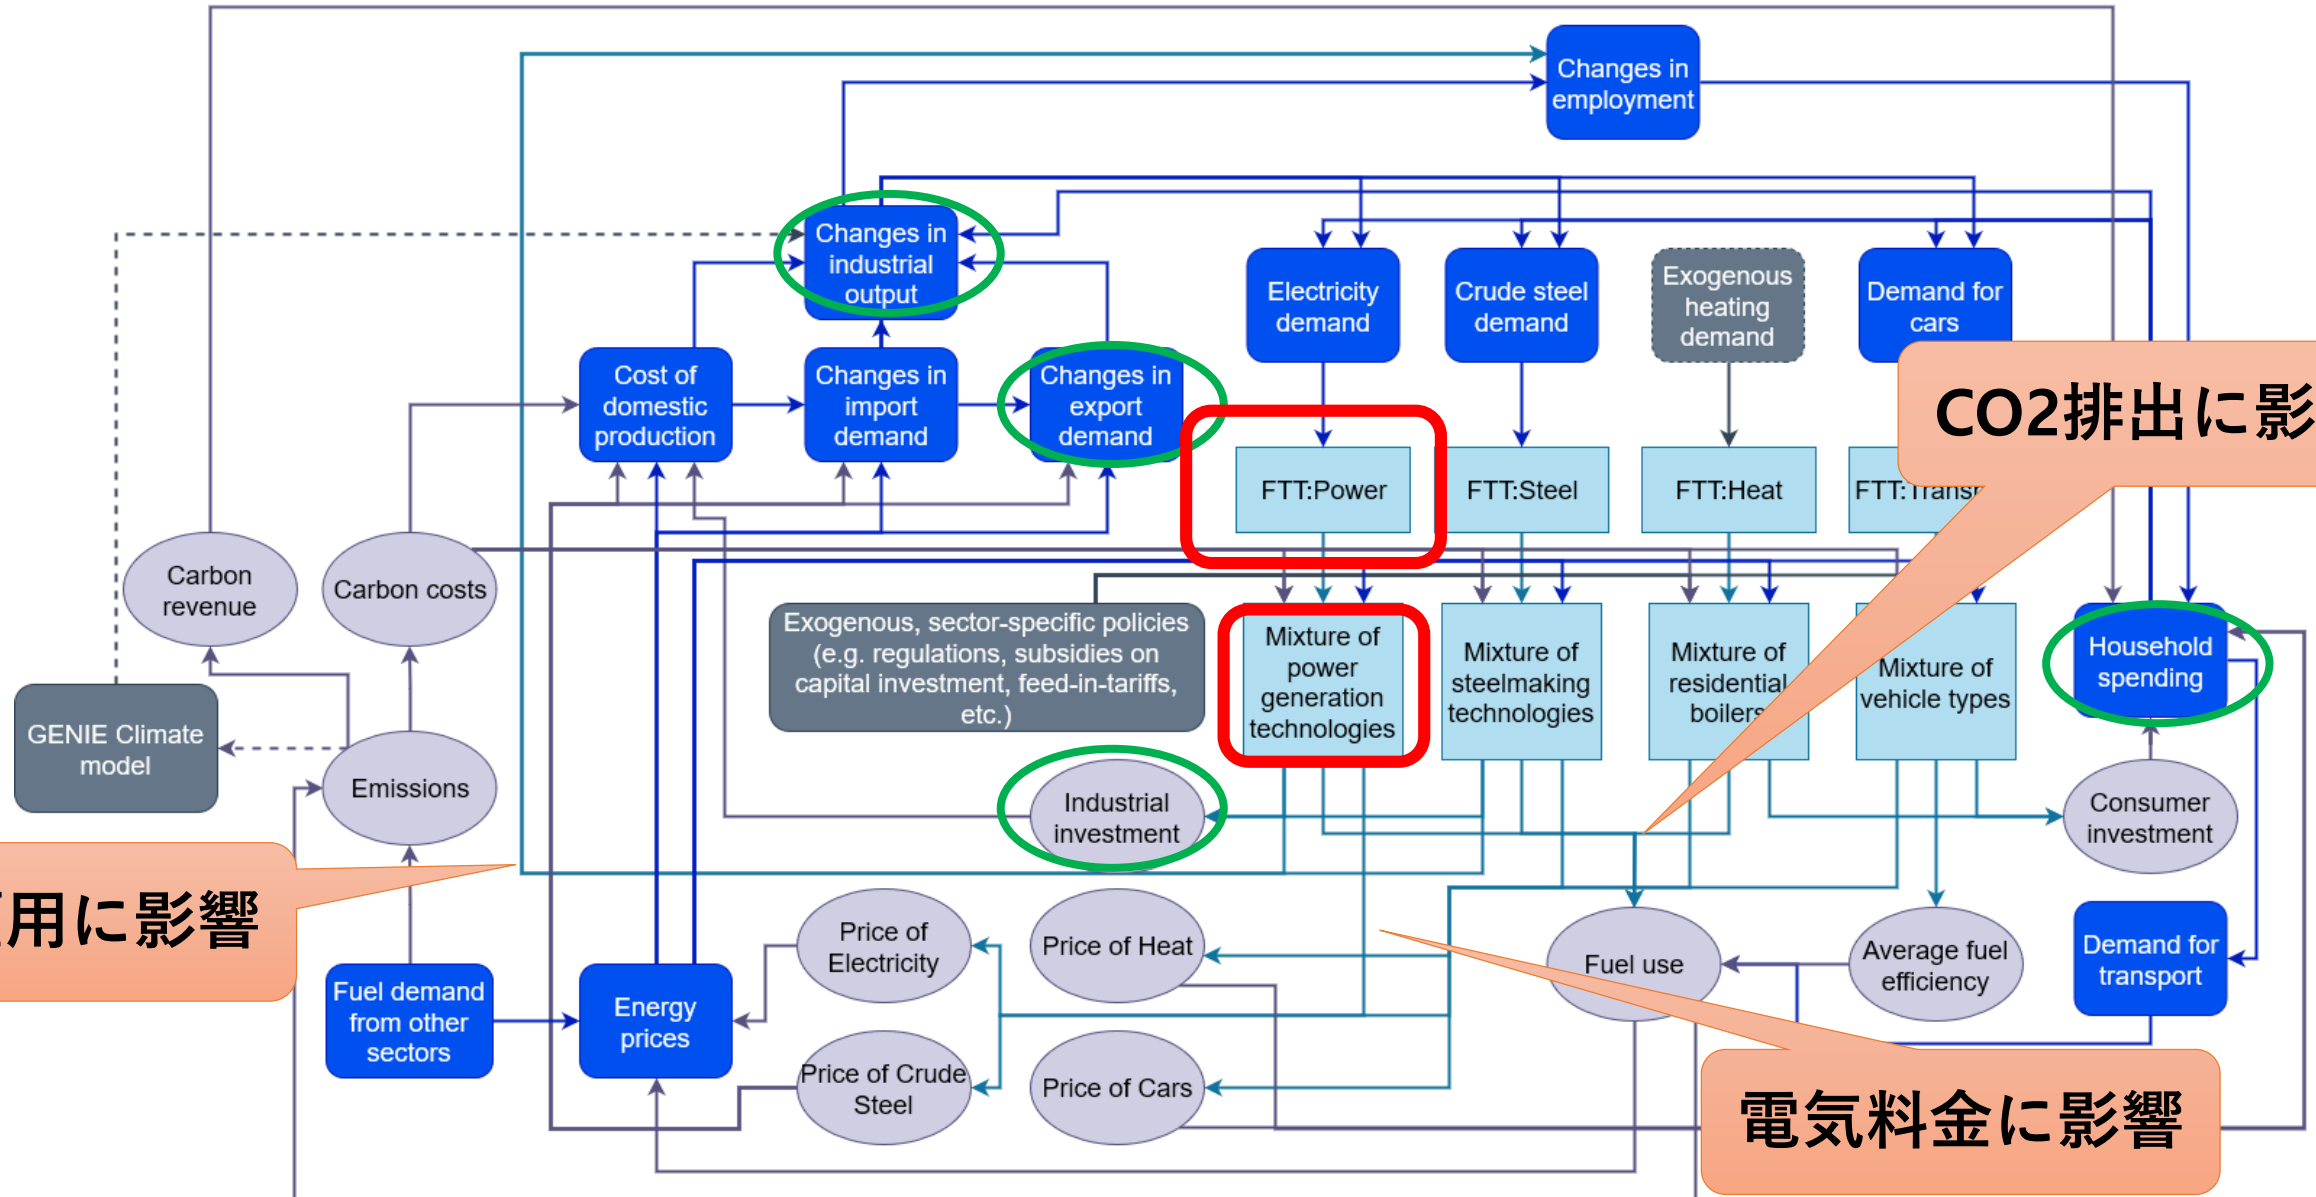 Changes in
employment
Changes in
industrial
output
Electricity
demand
Crude steel
demand
Exogenous
heating
demand
Demand for
cars
Cost of
domestic
production
Changes in
import
demand
Changes in
export
demand
CO2排出に影
FTT:Power
FTT:Steel
FTT:Heat
FTT:Trans
Carbon
revenue
Carbon costs
Exogenous, sector-specific policies
(e.g. regulations, subsidies on
capital investment, feed-in-tariffs,
etc.)
Mixture of
power
generation
technologies
Mixture of
steelmaking
technologies
Mixture of
residential
boilers
Mixture of
vehicle types
Household
spending
GENIE Climate
model
Emissions
Industrial
investment
Consumer
investment
用に影響
Price of
Electricity
Price of Heat
Fuel use
Average fuel
efficiency
Demand for
transport
Fuel demand
from other
sectors
Energy
prices
Price of Crude
Steel
Price of Cars
電気料金に影響